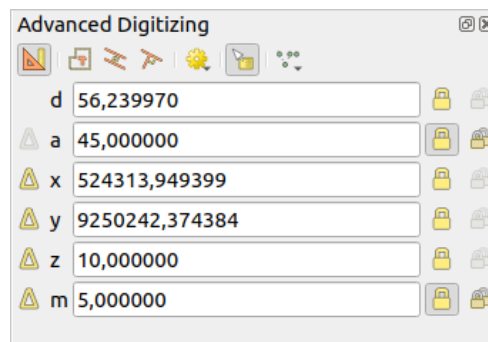 Advanced Digitizing
d 56,239970
a 45,000000
x 524313,949399
y 9250242,374384
z 10,000000
m 5,000000